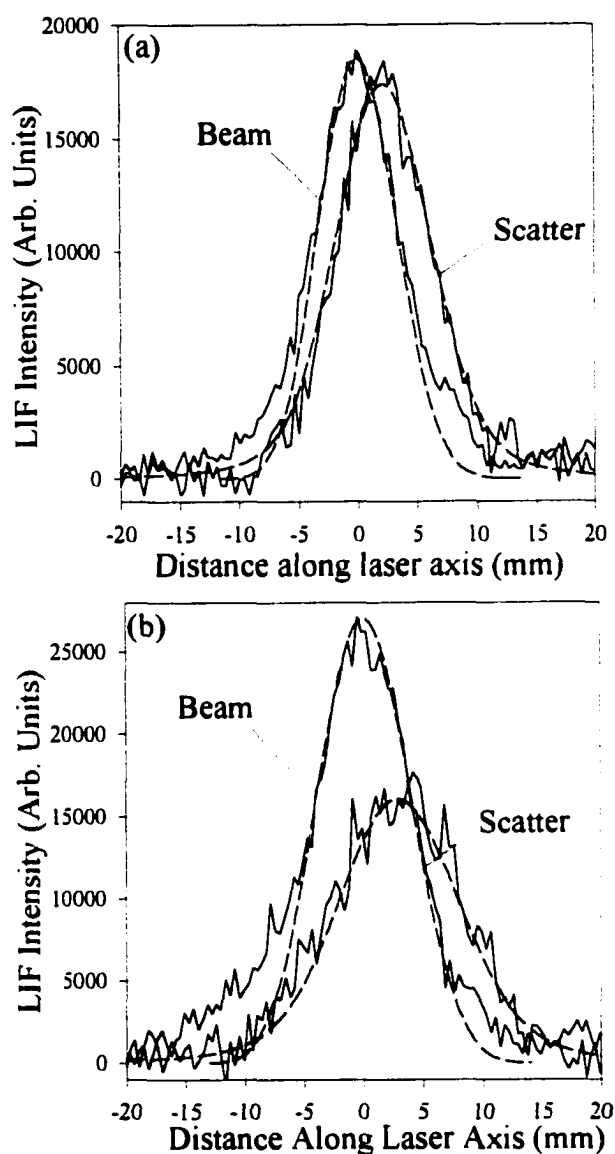 20000
(a)
15000
10000
5000
0
LIF Intensity (Arb. Units)
Beam
Scatter
-20 -15 -10 -5 0 5 10 15 20
Distance along laser axis (mm)
(b)
25000
20000
15000
10000
5000
0
LIF Intensity (Arb. Units)
Beam
Scatter
-20 -15 -10 -5 0 5 10 15 20
Distance Along Laser Axis (mm)